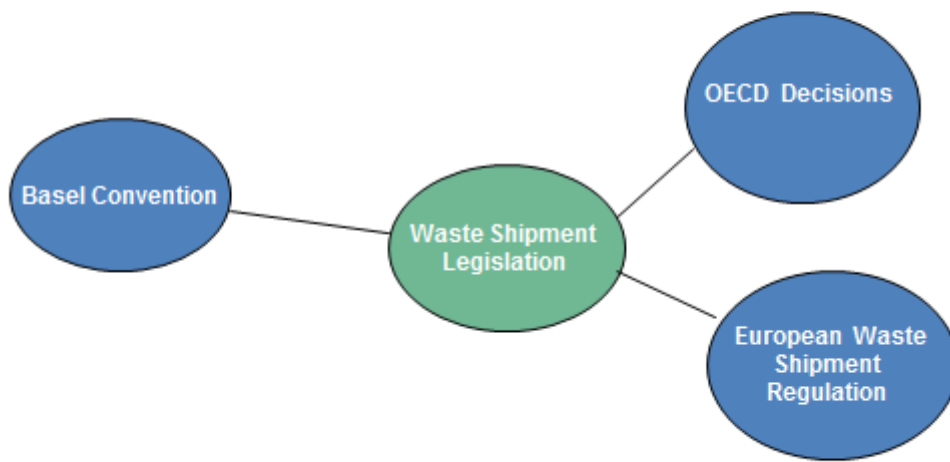 OECD Decisions
Basel Convention
Waste Shipment
Legislation
European Waste
Shipment
Regulation